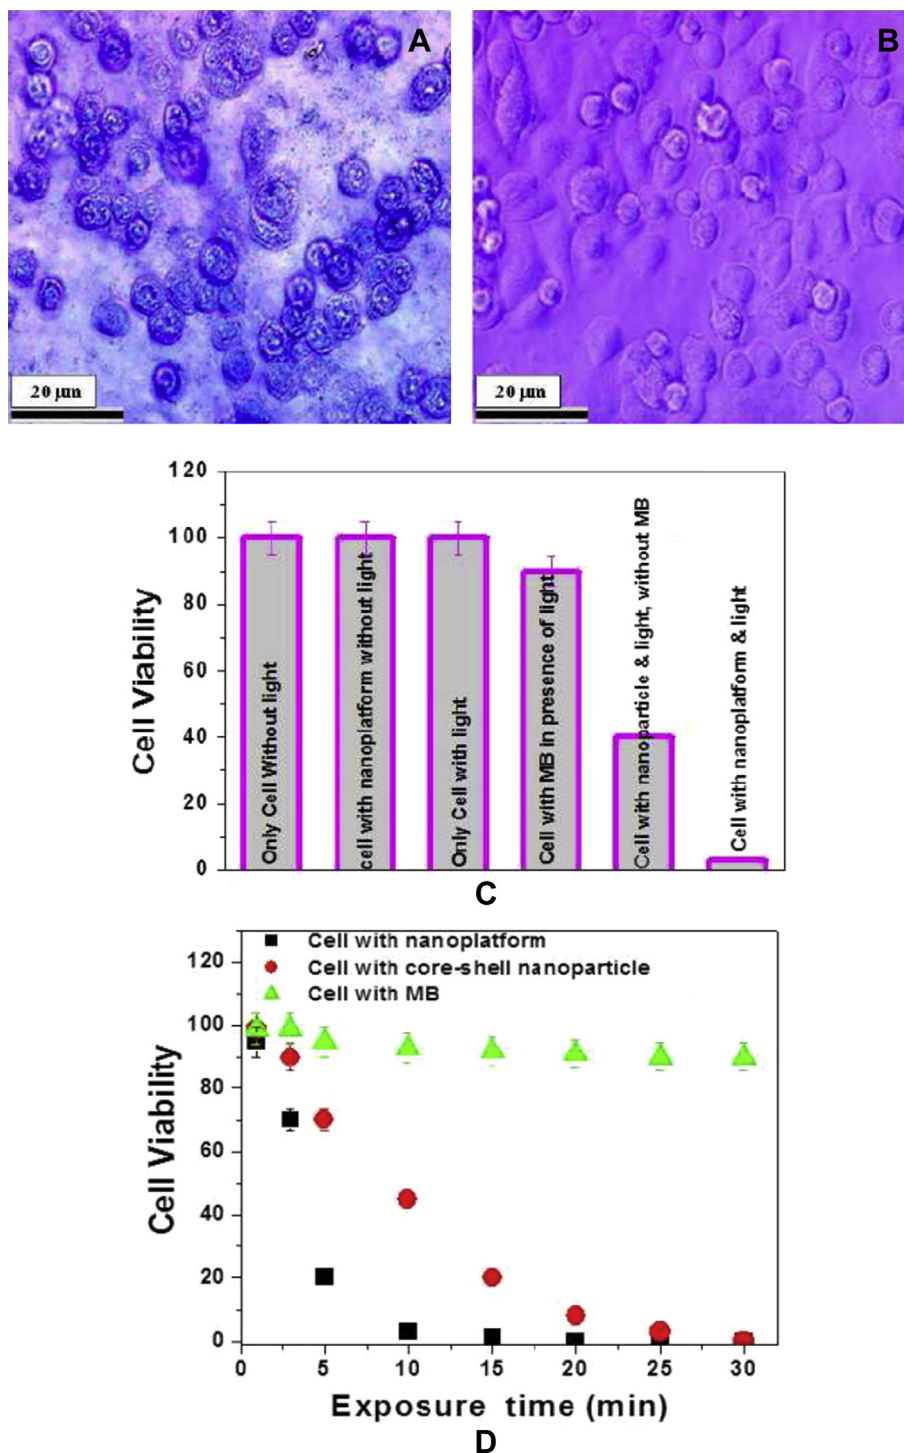 A
B
20 µm
20 µm
Cell Viability
120
100
80
60
40
20
0
Only Cell Without light
cell with nanoplatform without light
Only Cell with light
Cell with MB in presence of light
Cell with nanoparticle & light, without MB
Cell with nanoplatform & light
C
Cell with nanoplatform
Cell with core-shell nanoparticle
Cell with MB
Cell Viability
120
100
80
60
40
20
0
0 5 10 15 20 25 30
Exposure time (min)
D